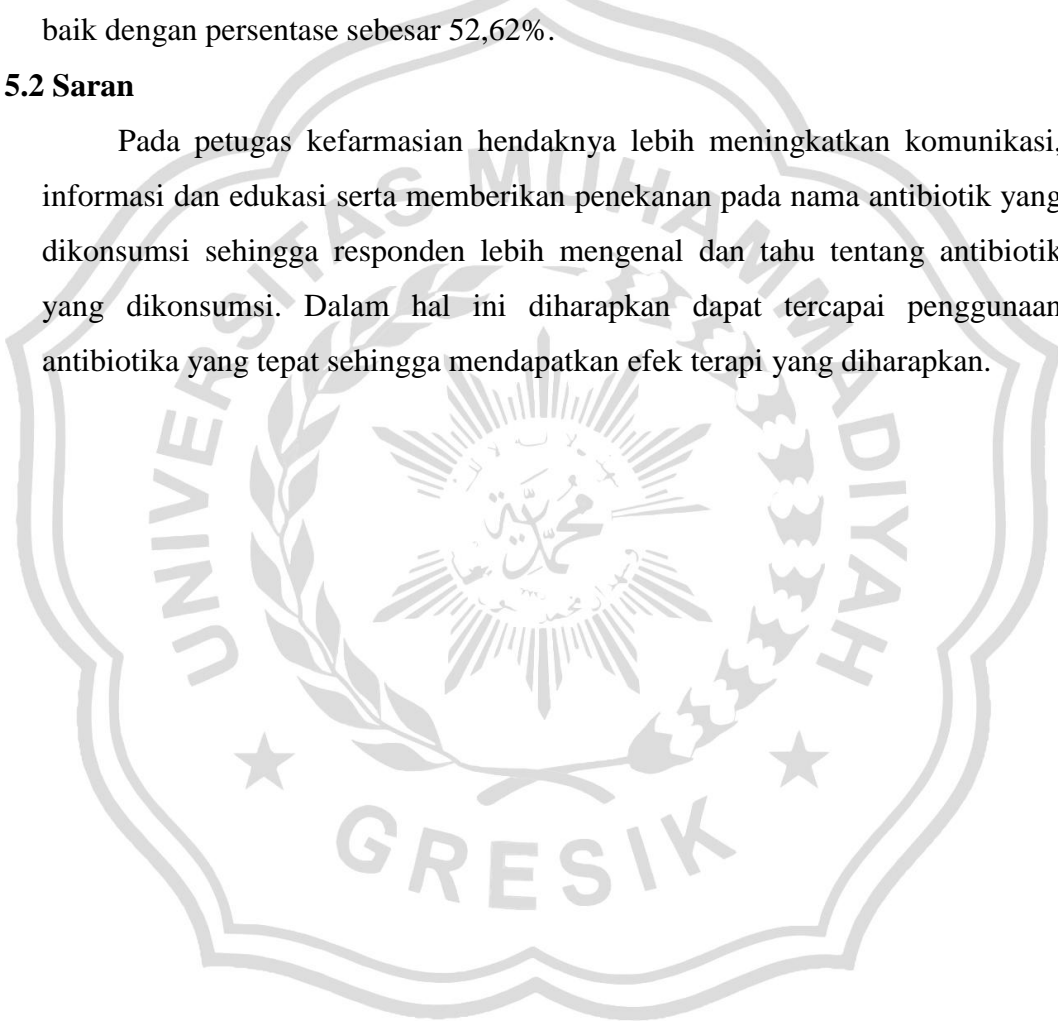 baik dengan persentase sebesar 52,62%.
5.2 Saran
Pada petugas kefarmasian hendaknya lebih meningkatkan komunikasi,
informasi dan edukasi serta memberikan penekanan pada nama antibiotik yang
dikonsumsi sehingga responden lebih mengenal dan tahu tentang antibiotik
yang dikonsumsi. Dalam hal ini diharapkan dapat tercapai penggunaan
antibiotika yang tepat sehingga mendapatkan efek terapi yang diharapkan.
UNIVERSITAS MUHAMMADIYAH
GRESIK